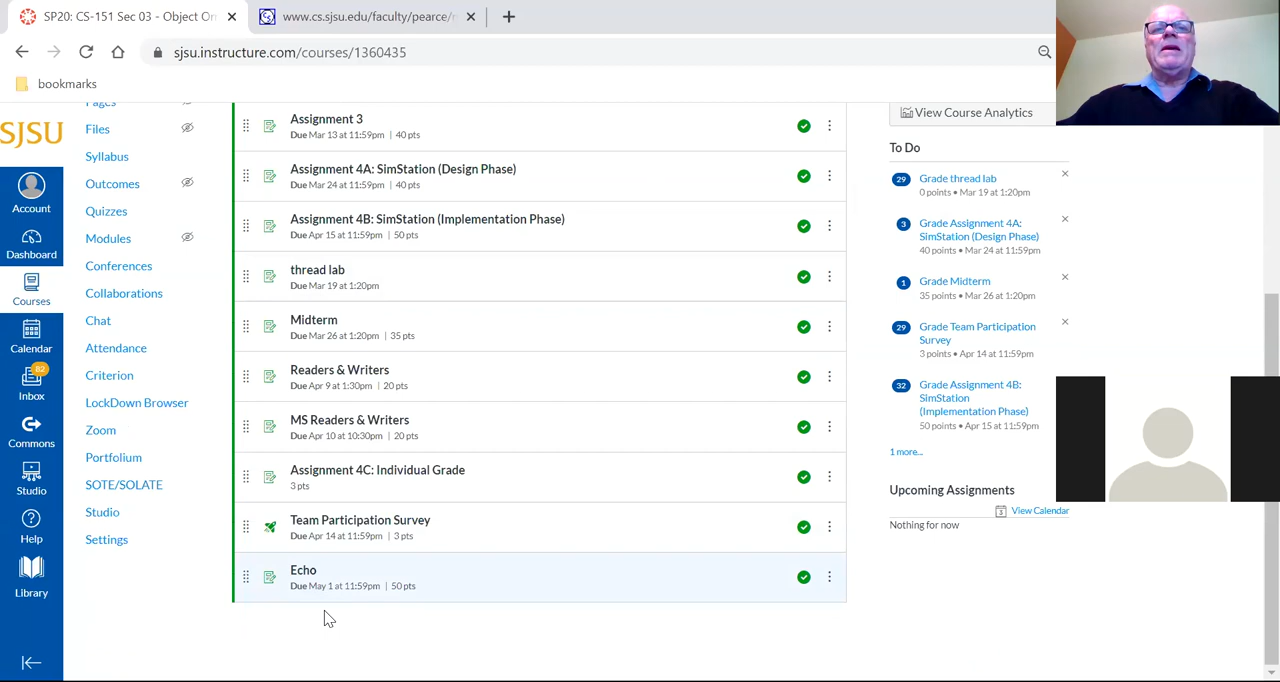 SP20: CS-151 Sec 03 - Object Or
www.cs.sjsu.edu/faculty/pearce/
sjsu.instructure.com/courses/1360435
bookmarks
SJSU
Account
Dashboard
Courses
Calendar
82
Inbox
Commons
Studio
Help
Library
Pages
Files
Syllabus
Outcomes
Quizzes
Modules
Conferences
Collaborations
Chat
Attendance
Criterion
LockDown Browser
Zoom
Portfolium
SOTE/SOLATE
Studio
Settings
Assignment 3
Due Mar 13 at 11:59pm | 40 pts
Assignment 4A: SimStation (Design Phase)
Due Mar 24 at 11:59pm | 40 pts
Assignment 4B: SimStation (Implementation Phase)
Due Apr 15 at 11:59pm | 50 pts
thread lab
Due Mar 19 at 1:20pm
Midterm
Due Mar 26 at 1:20pm | 35 pts
Readers & Writers
Due Apr 9 at 1:30pm | 20 pts
MS Readers & Writers
Due Apr 10 at 10:30pm | 20 pts
Assignment 4C: Individual Grade
3 pts
Team Participation Survey
Due Apr 14 at 11:59pm | 3 pts
Echo
Due May 1 at 11:59pm | 50 pts
View Course Analytics
To Do
29
Grade thread lab
0 points • Mar 19 at 1:20pm
3
Grade Assignment 4A:
SimStation (Design Phase)
40 points • Mar 24 at 11:59pm
1
Grade Midterm
35 points • Mar 26 at 1:20pm
29
Grade Team Participation
Survey
3 points • Apr 14 at 11:59pm
32
Grade Assignment 4B:
SimStation
(Implementation Phase)
50 points • Apr 15 at 11:59pm
1 more...
Upcoming Assignments
View Calendar
Nothing for now